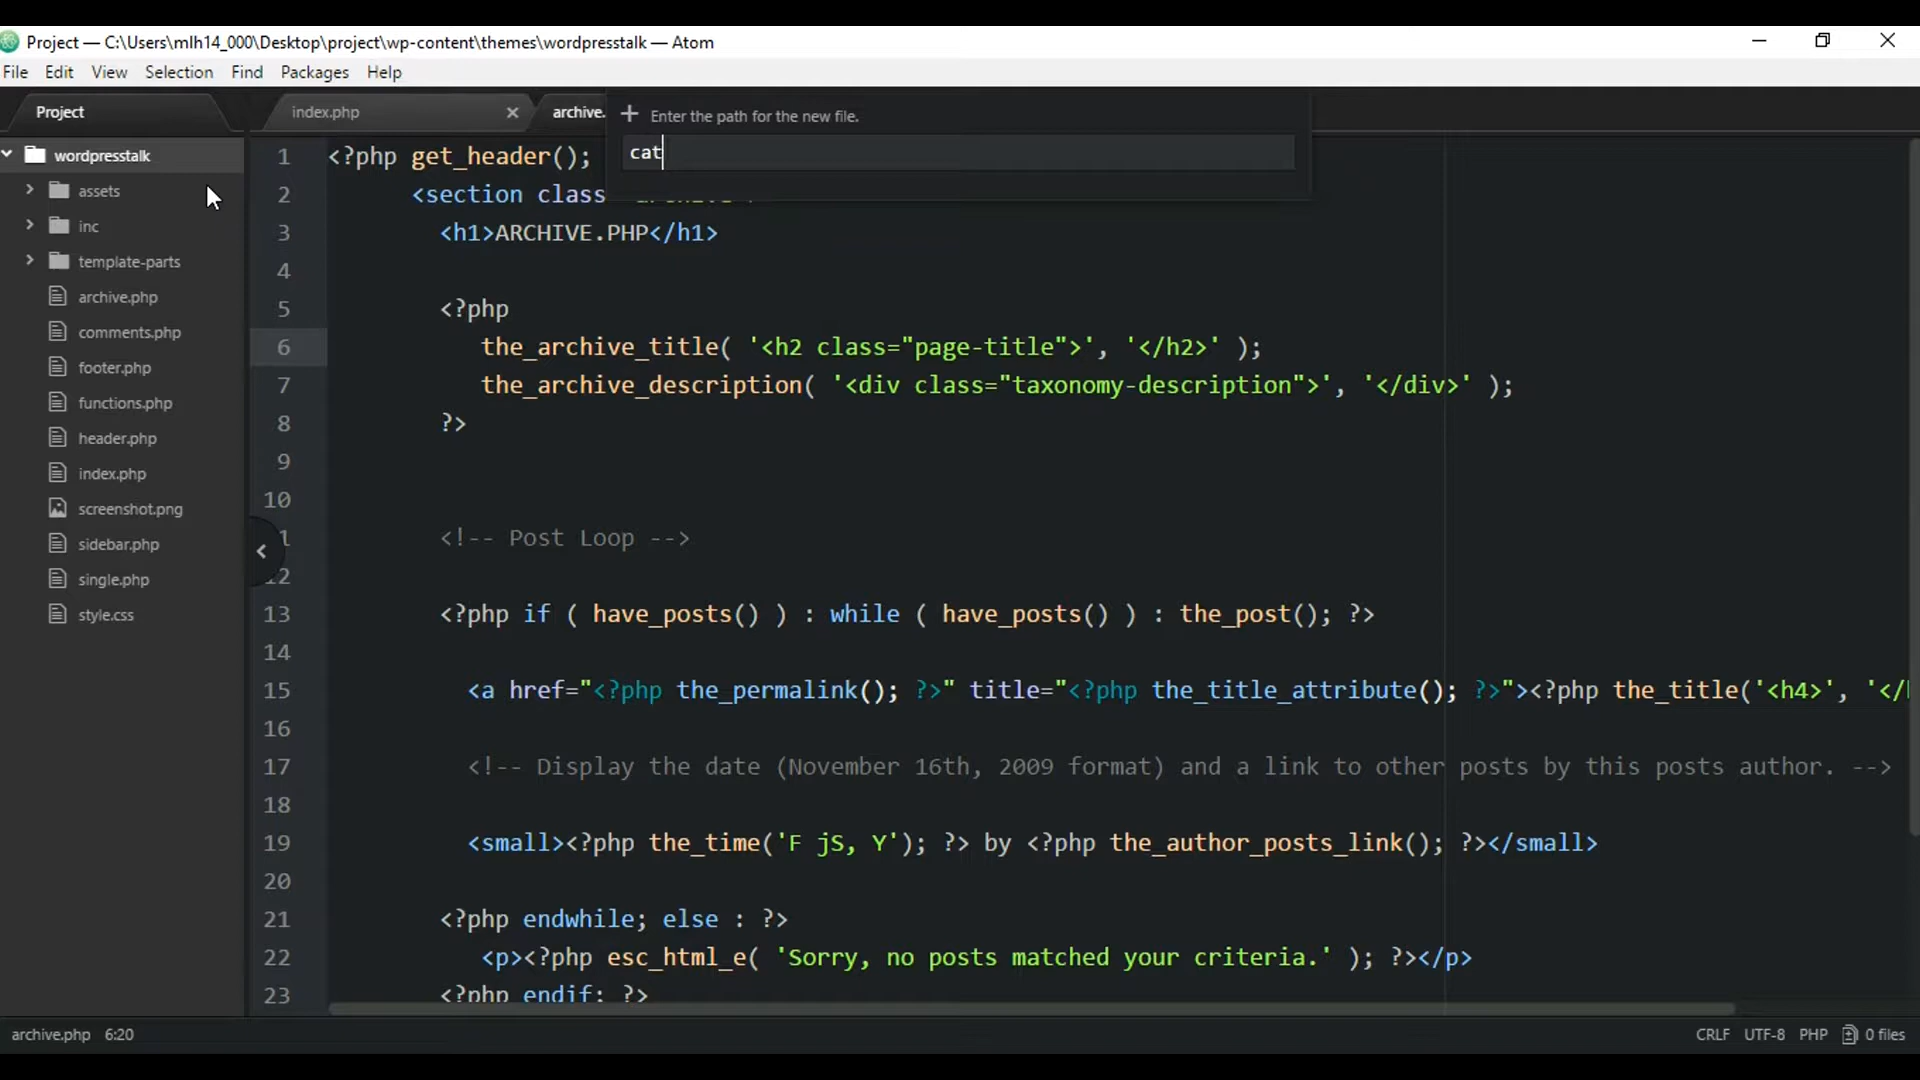 Project — C:\Users\mlh14_000\Desktop\project\wp-content\themes\wordpresstalk — Atom
File Edit View Selection Find Packages Help
Project
index.php
archive.
Enter the path for the new file.
cat
wordpresstalk
assets
inc
template-parts
archive.php
comments.php
footer.php
functions.php
header.php
index.php
screenshot.png
sidebar.php
single.php
style.css
1 <?php get_header();
2 <section class
3 <h1>ARCHIVE.PHP</h1>
4
5 <?php
6 the_archive_title( '<h2 class="page-title">', '</h2>' );
7 the_archive_description( '<div class="taxonomy-description">', '</div>' );
8 ?>
9
10
1 <!-- Post Loop -->
12
13 <?php if ( have_posts() ) : while ( have_posts() ) : the_post(); ?>
14
15 <a href="<?php the_permalink(); ?>" title="<?php the_title_attribute(); ?>"><?php the_title('<h4>', '</
16
17 <!-- Display the date (November 16th, 2009 format) and a link to other posts by this posts author. -->
18
19 <small><?php the_time('F jS, Y'); ?> by <?php the_author_posts_link(); ?></small>
20
21 <?php endwhile; else : ?>
22 <p><?php esc_html_e( 'Sorry, no posts matched your criteria.' ); ?></p>
23 <?php endif; ?>
archive.php 6:20
CRLF UTF-8 PHP 0 files